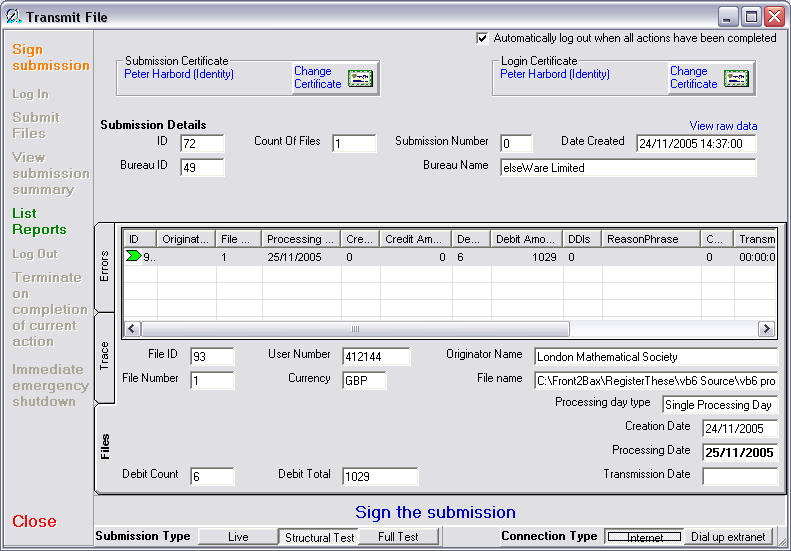 Transmit File
Automatically log out when all actions have been completed
Sign
submission
Log In
Submit
Files
View
submission
summary
List
Reports
Log Out
Terminate
on
completion
of current
action
Immediate
emergency
shutdown
Close
Submission Certificate
Peter Harbord (Identity)
Change
Certificate
Login Certificate
Peter Harbord (Identity)
Change
Certificate
Submission Details
View raw data
ID 72 Count Of Files 1 Submission Number 0 Date Created 24/11/2005 14:37:00
Bureau ID 49 Bureau Name elseWare Limited
Errors
Trace
Files
ID Originat... File ... Processing ... Cre... Credit Am... De... Debit Amo... DDIs ReasonPhrase C... Transm
9.. 1 25/11/2005 0 0 6 1029 0 0 00:00:0
File ID 93 User Number 412144 Originator Name London Mathematical Society
File Number 1 Currency GBP File name C:\Front2Bax\RegisterThese\vb6 Source\vb6 pro
Processing day type Single Processing Day
Creation Date 24/11/2005
Processing Date 25/11/2005
Debit Count 6 Debit Total 1029 Transmission Date
Sign the submission
Submission Type Live Structural Test Full Test Connection Type Internet Dial up extranet